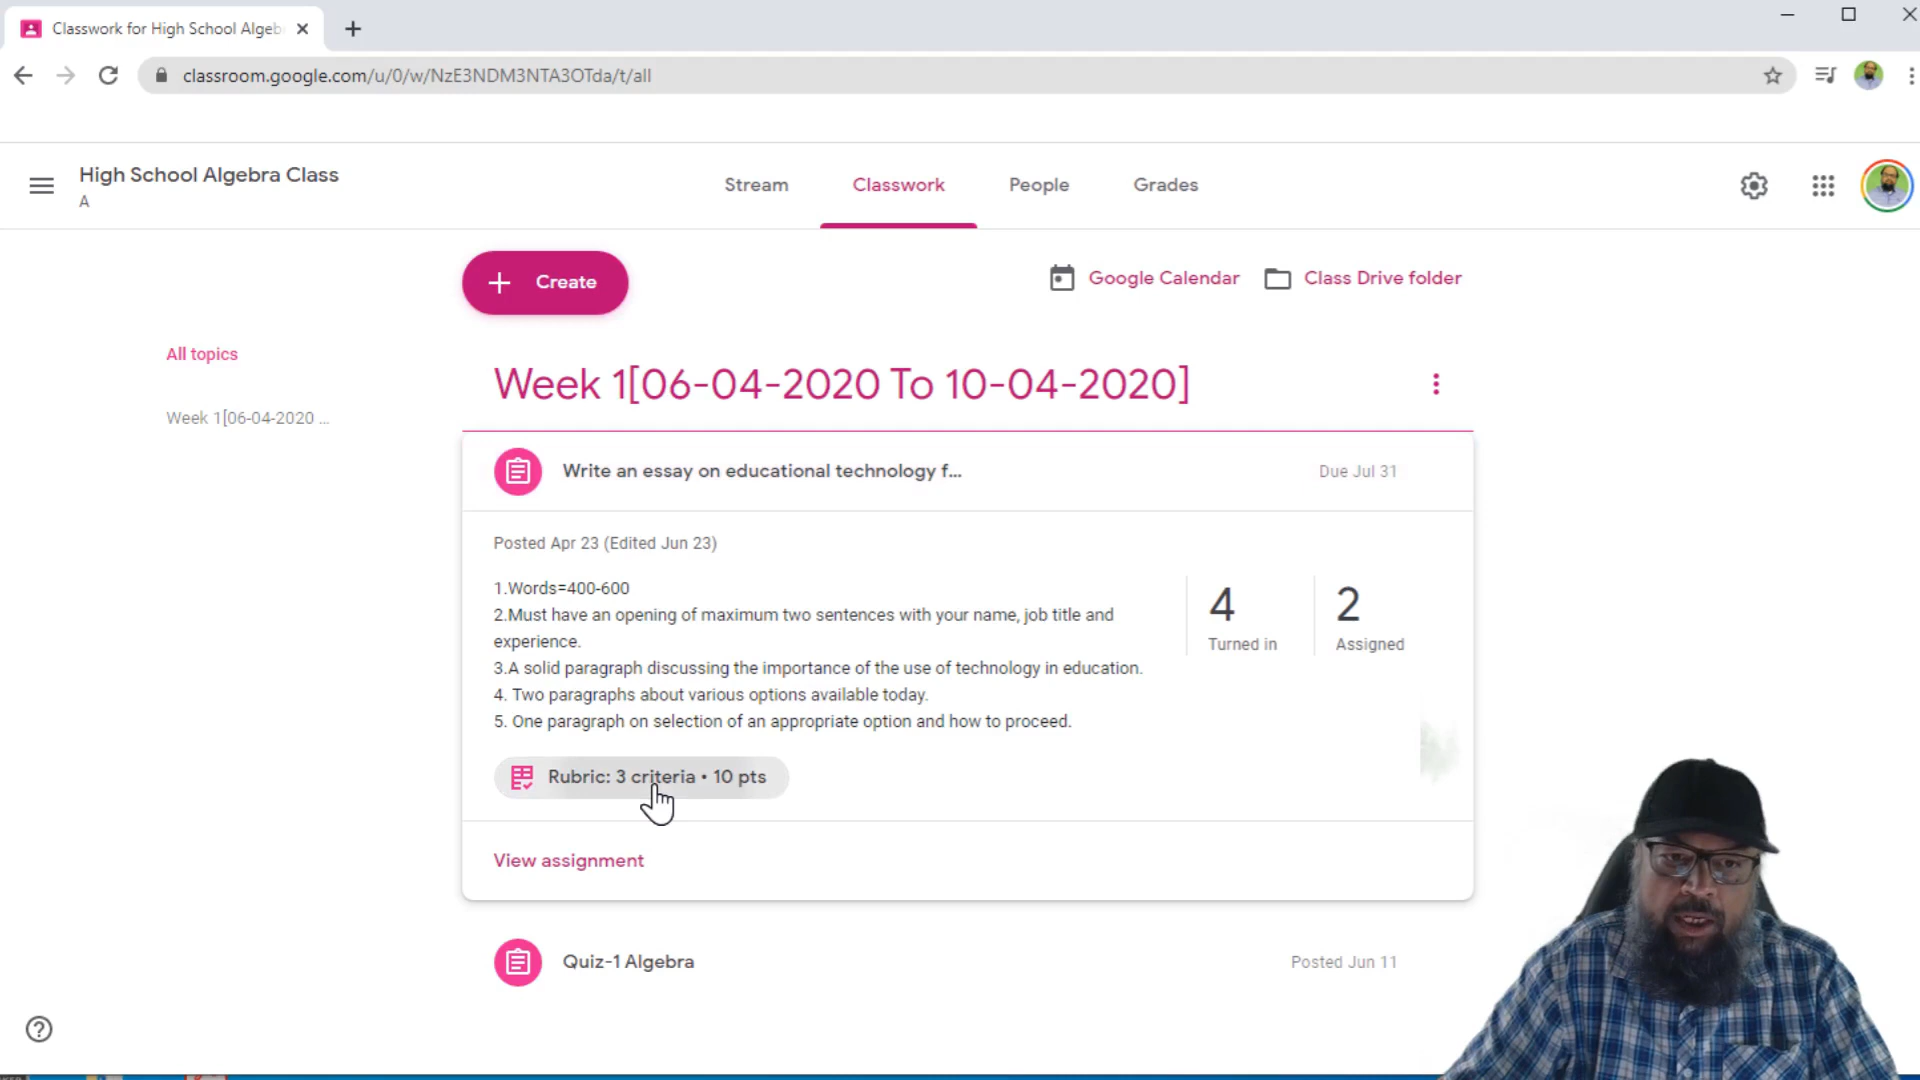 Classwork for High School Algeb
classroom.google.com/u/0/w/NzE3NDM3NTA3OTda/t/all
High School Algebra Class
A
Stream
Classwork
People
Grades
Create
Google Calendar
Class Drive folder
All topics
Week 1[06-04-2020 ...
Week 1[06-04-2020 To 10-04-2020]
Write an essay on educational technology f...
Due Jul 31
Posted Apr 23 (Edited Jun 23)
1.Words=400-600
2.Must have an opening of maximum two sentences with your name, job title and
experience.
3.A solid paragraph discussing the importance of the use of technology in education.
4. Two paragraphs about various options available today.
5. One paragraph on selection of an appropriate option and how to proceed.
4
Turned in
2
Assigned
Rubric: 3 criteria • 10 pts
View assignment
Quiz-1 Algebra
Posted Jun 11